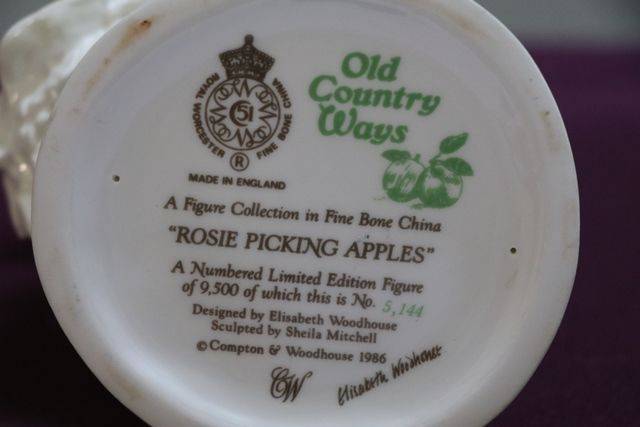 ROYAL WORCESTER
FINE BONE CHINA
51
®
MADE IN ENGLAND
Old
Country
Ways
A Figure Collection in Fine Bone China
"ROSIE PICKING APPLES"
A Numbered Limited Edition Figure
of 9,500 of which this is No. 5,144
Designed by Elisabeth Woodhouse
Sculpted by Sheila Mitchell
© Compton & Woodhouse 1986
CW
Elisabeth Woodhouse